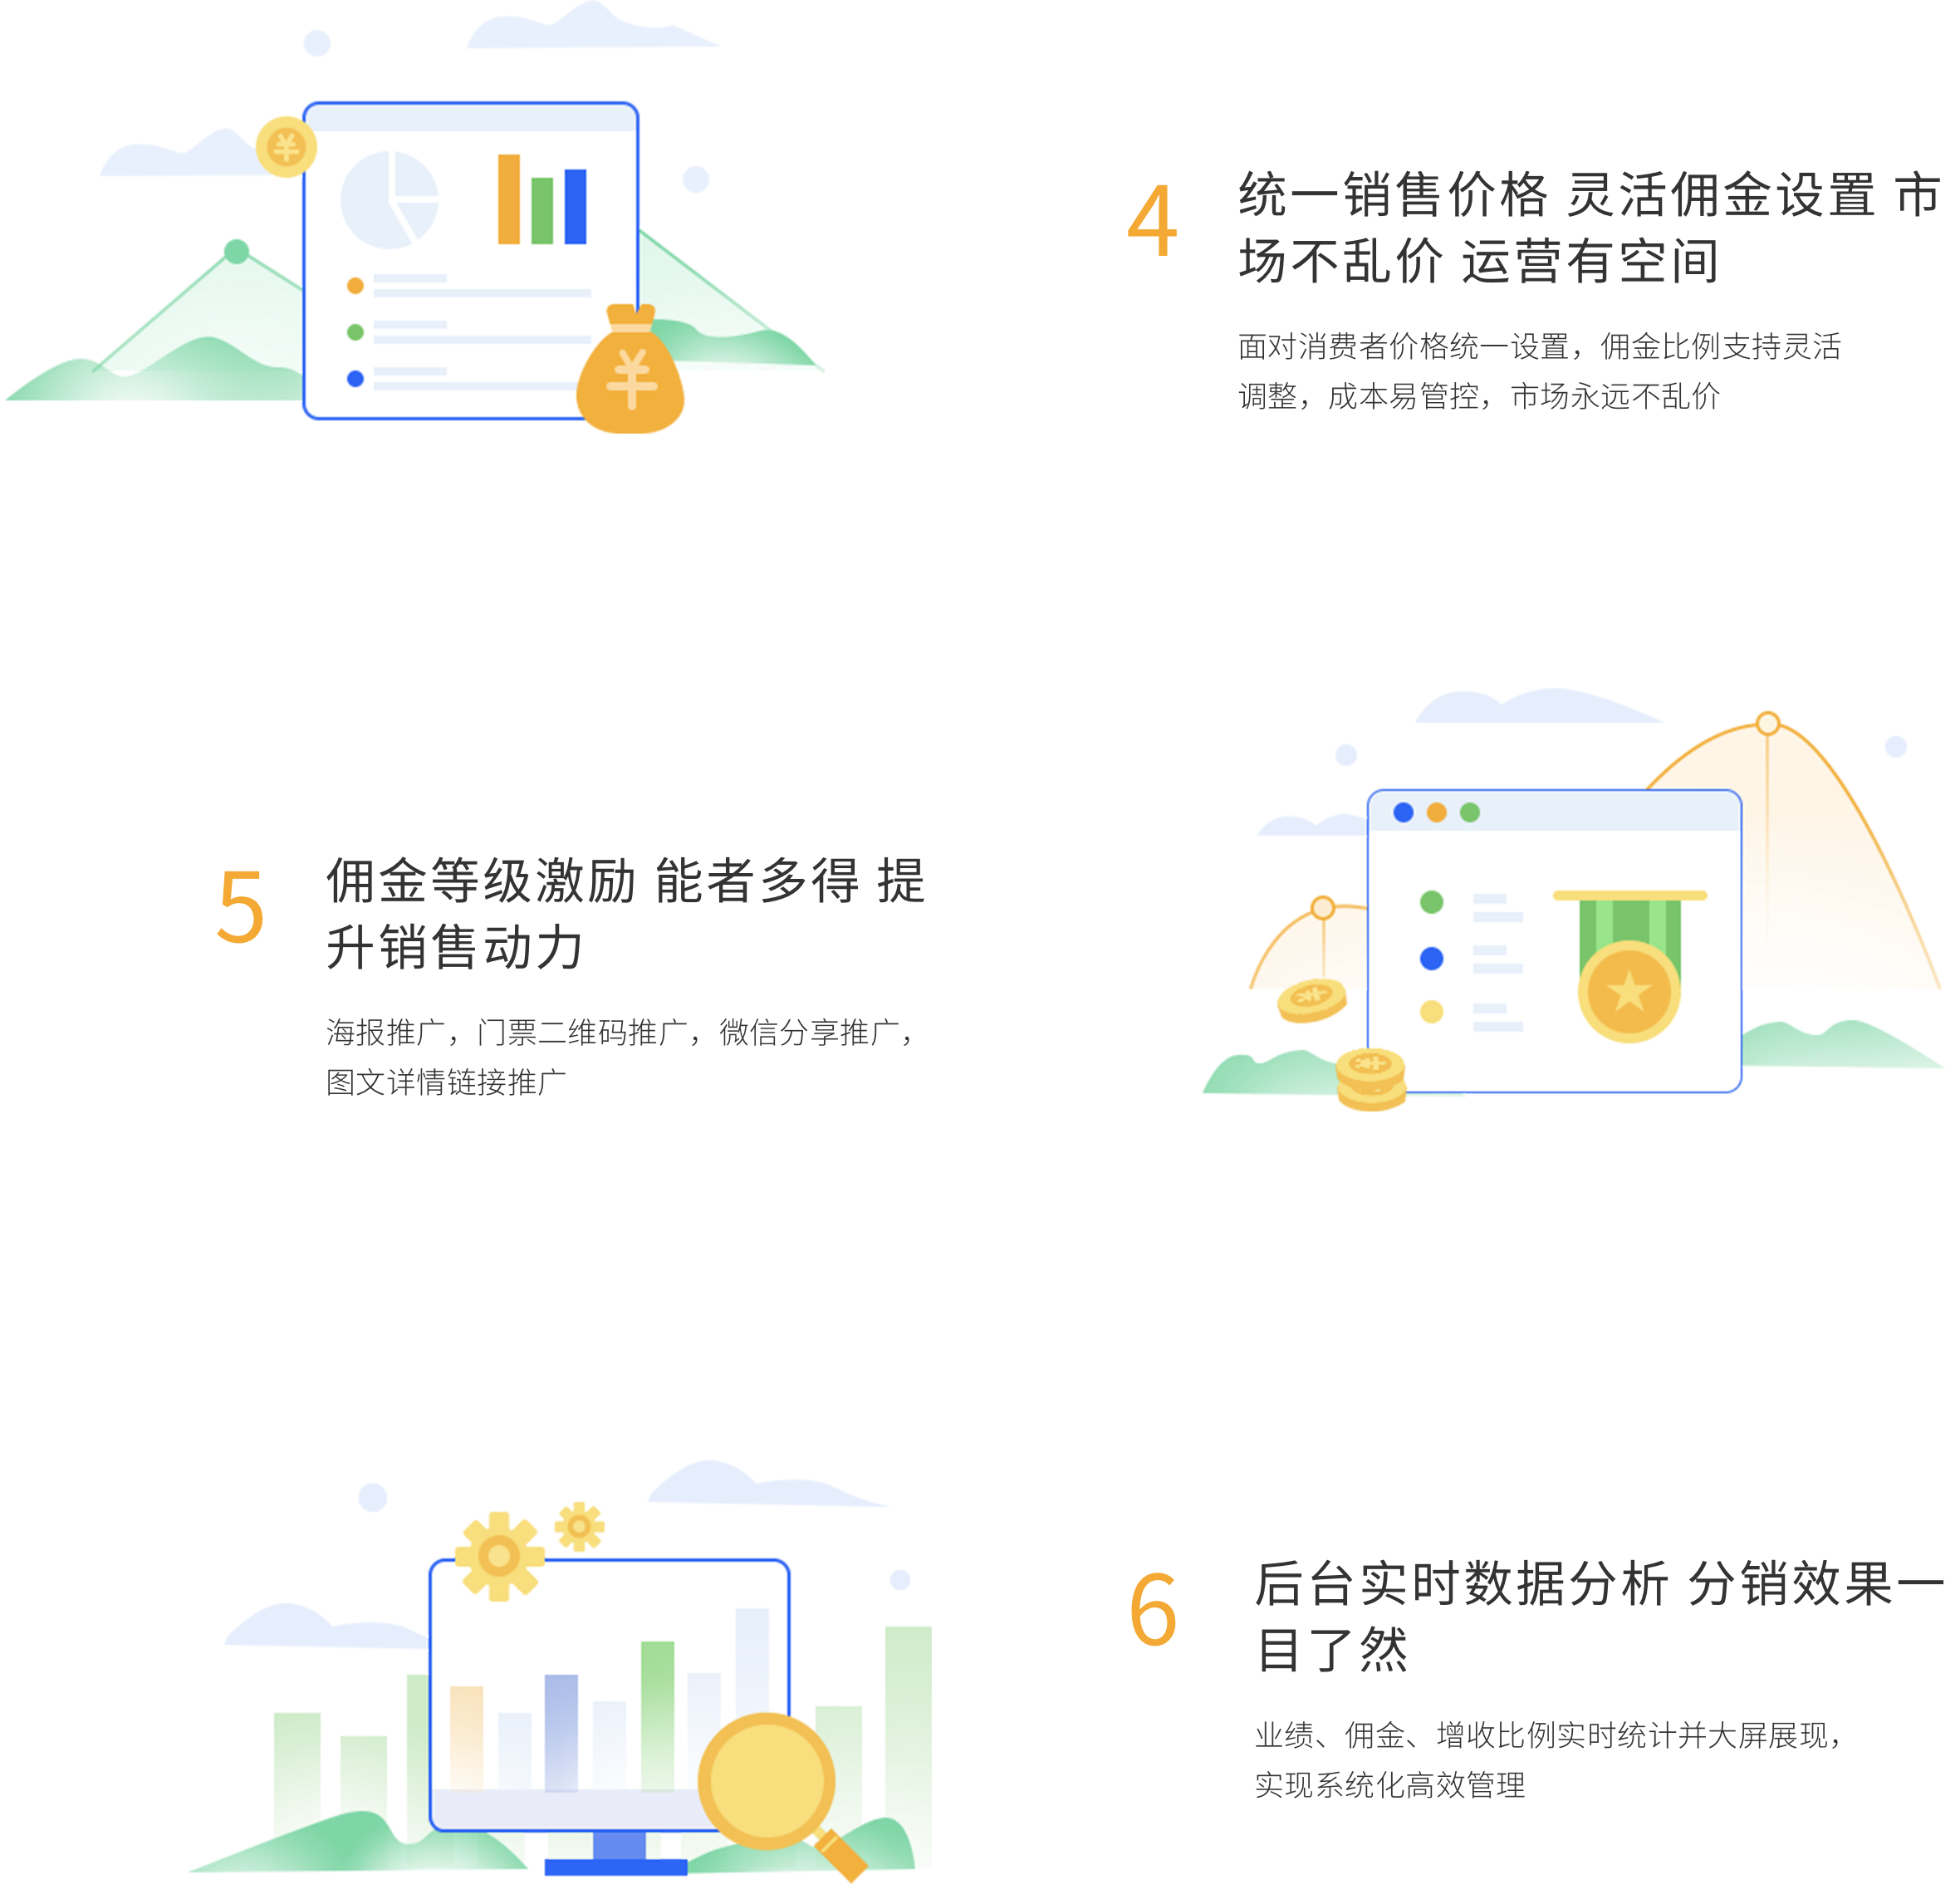 4
统一销售价格 灵活佣金设置 市
场不乱价 运营有空间
面对消费者价格统一设置，佣金比例支持灵活
调整，成本易管控，市场永远不乱价
5
佣金等级激励 能者多得 提
升销售动力
海报推广，门票二维码推广，微信分享推广，
图文详情链接推广
6
后台实时数据分析 分销效果一
目了然
业绩、佣金、增收比例实时统计并大屏展现，
实现系统化高效管理